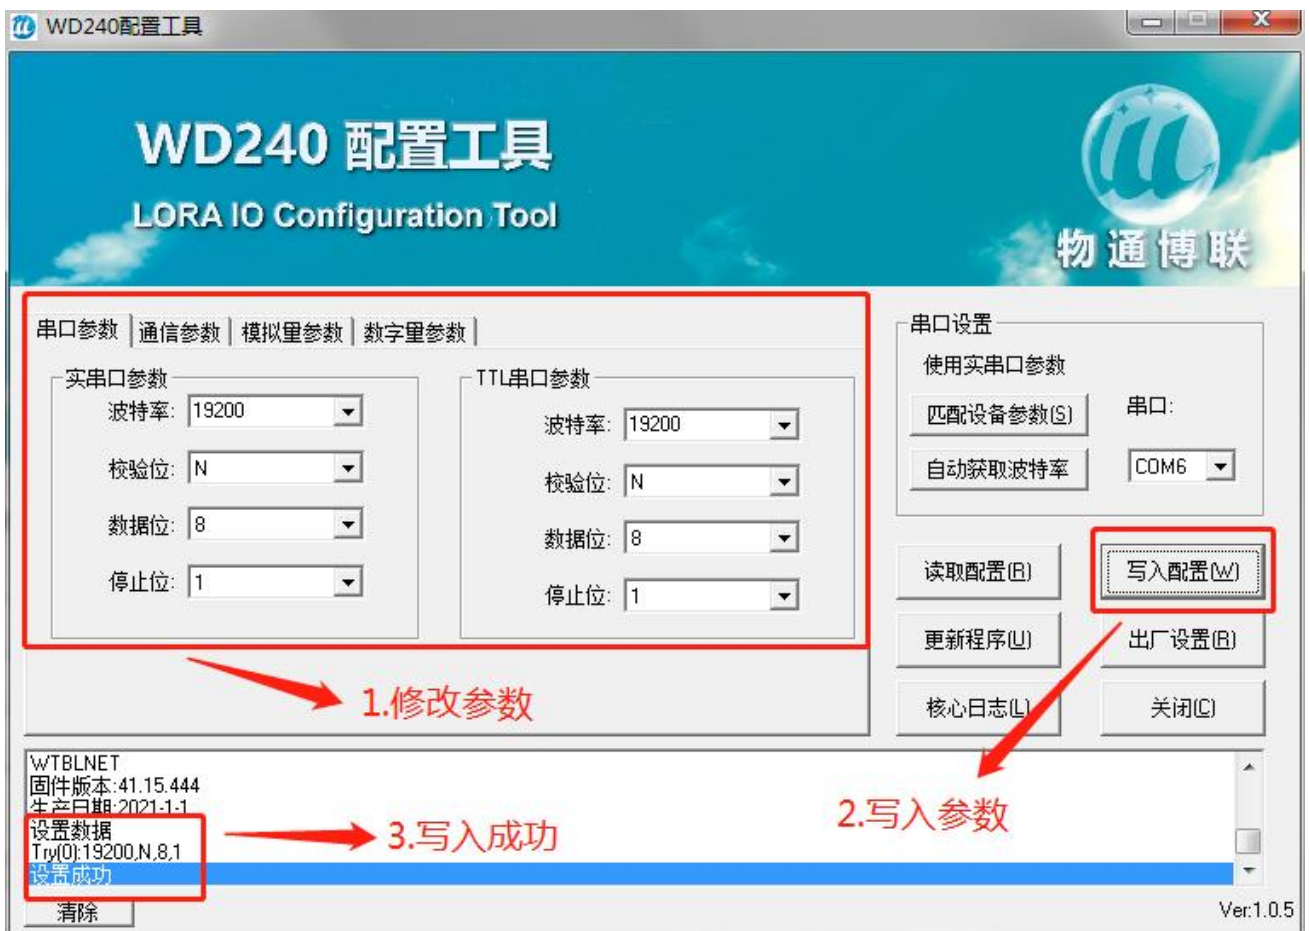 WD240配置工具
WD240 配置工具
LORA IO Configuration Tool
物通博联
串口参数 通信参数 模拟量参数 数字量参数
实串口参数
波特率: 19200
校验位: N
数据位: 8
停止位: 1
TTL串口参数
波特率: 19200
校验位: N
数据位: 8
停止位: 1
串口设置
使用实串口参数
匹配设备参数(S)
串口:
自动获取波特率
COM6
读取配置(R)
写入配置(W)
更新程序(U)
出厂设置(R)
核心日志(L)
关闭(C)
1.修改参数
2.写入参数
WTBLNET
固件版本:41.15.444
生产日期:2021-1-1
设置数据
Try(0):19200,N,8,1
设置成功
3.写入成功
清除
Ver:1.0.5